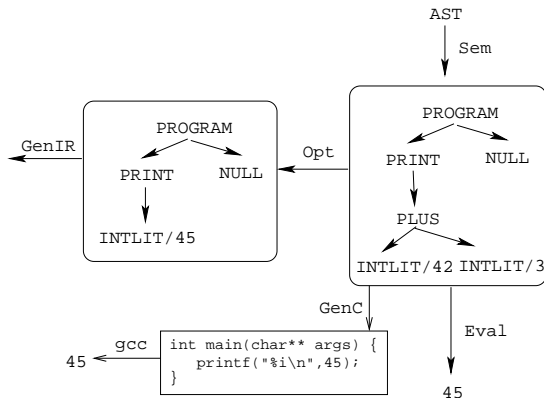 AST
Sem
PROGRAM
PRINT
NULL
PLUS
INTLIT/42 INTLIT/3
Opt
PROGRAM
PRINT
NULL
INTLIT/45
GenIR
GenC
int main(char** args) {
printf("%i\n",45);
}
gcc
45
Eval
45